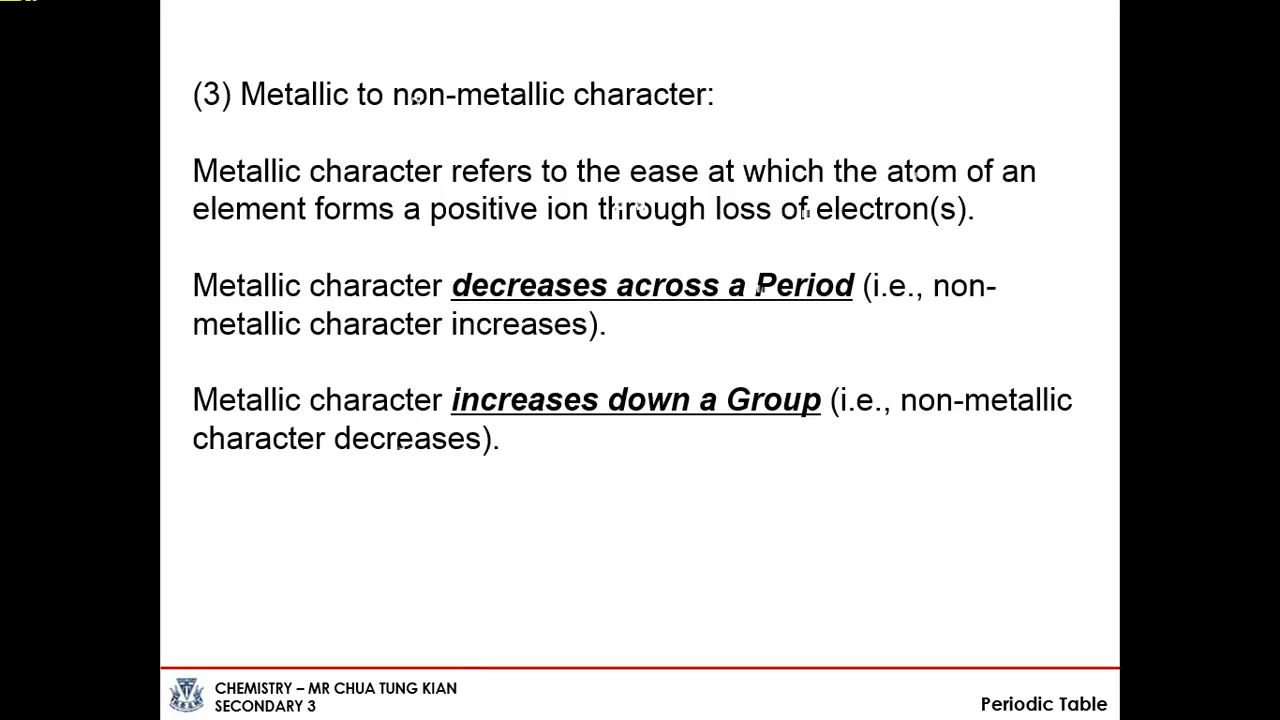 (3) Metallic to non-metallic character:
Metallic character refers to the ease at which the atom of an
element forms a positive ion through loss of electron(s).
Metallic character decreases across a Period (i.e., non-
metallic character increases).
Metallic character increases down a Group (i.e., non-metallic
character decreases).
CHEMISTRY – MR CHUA TUNG KIAN
SECONDARY 3
Periodic Table